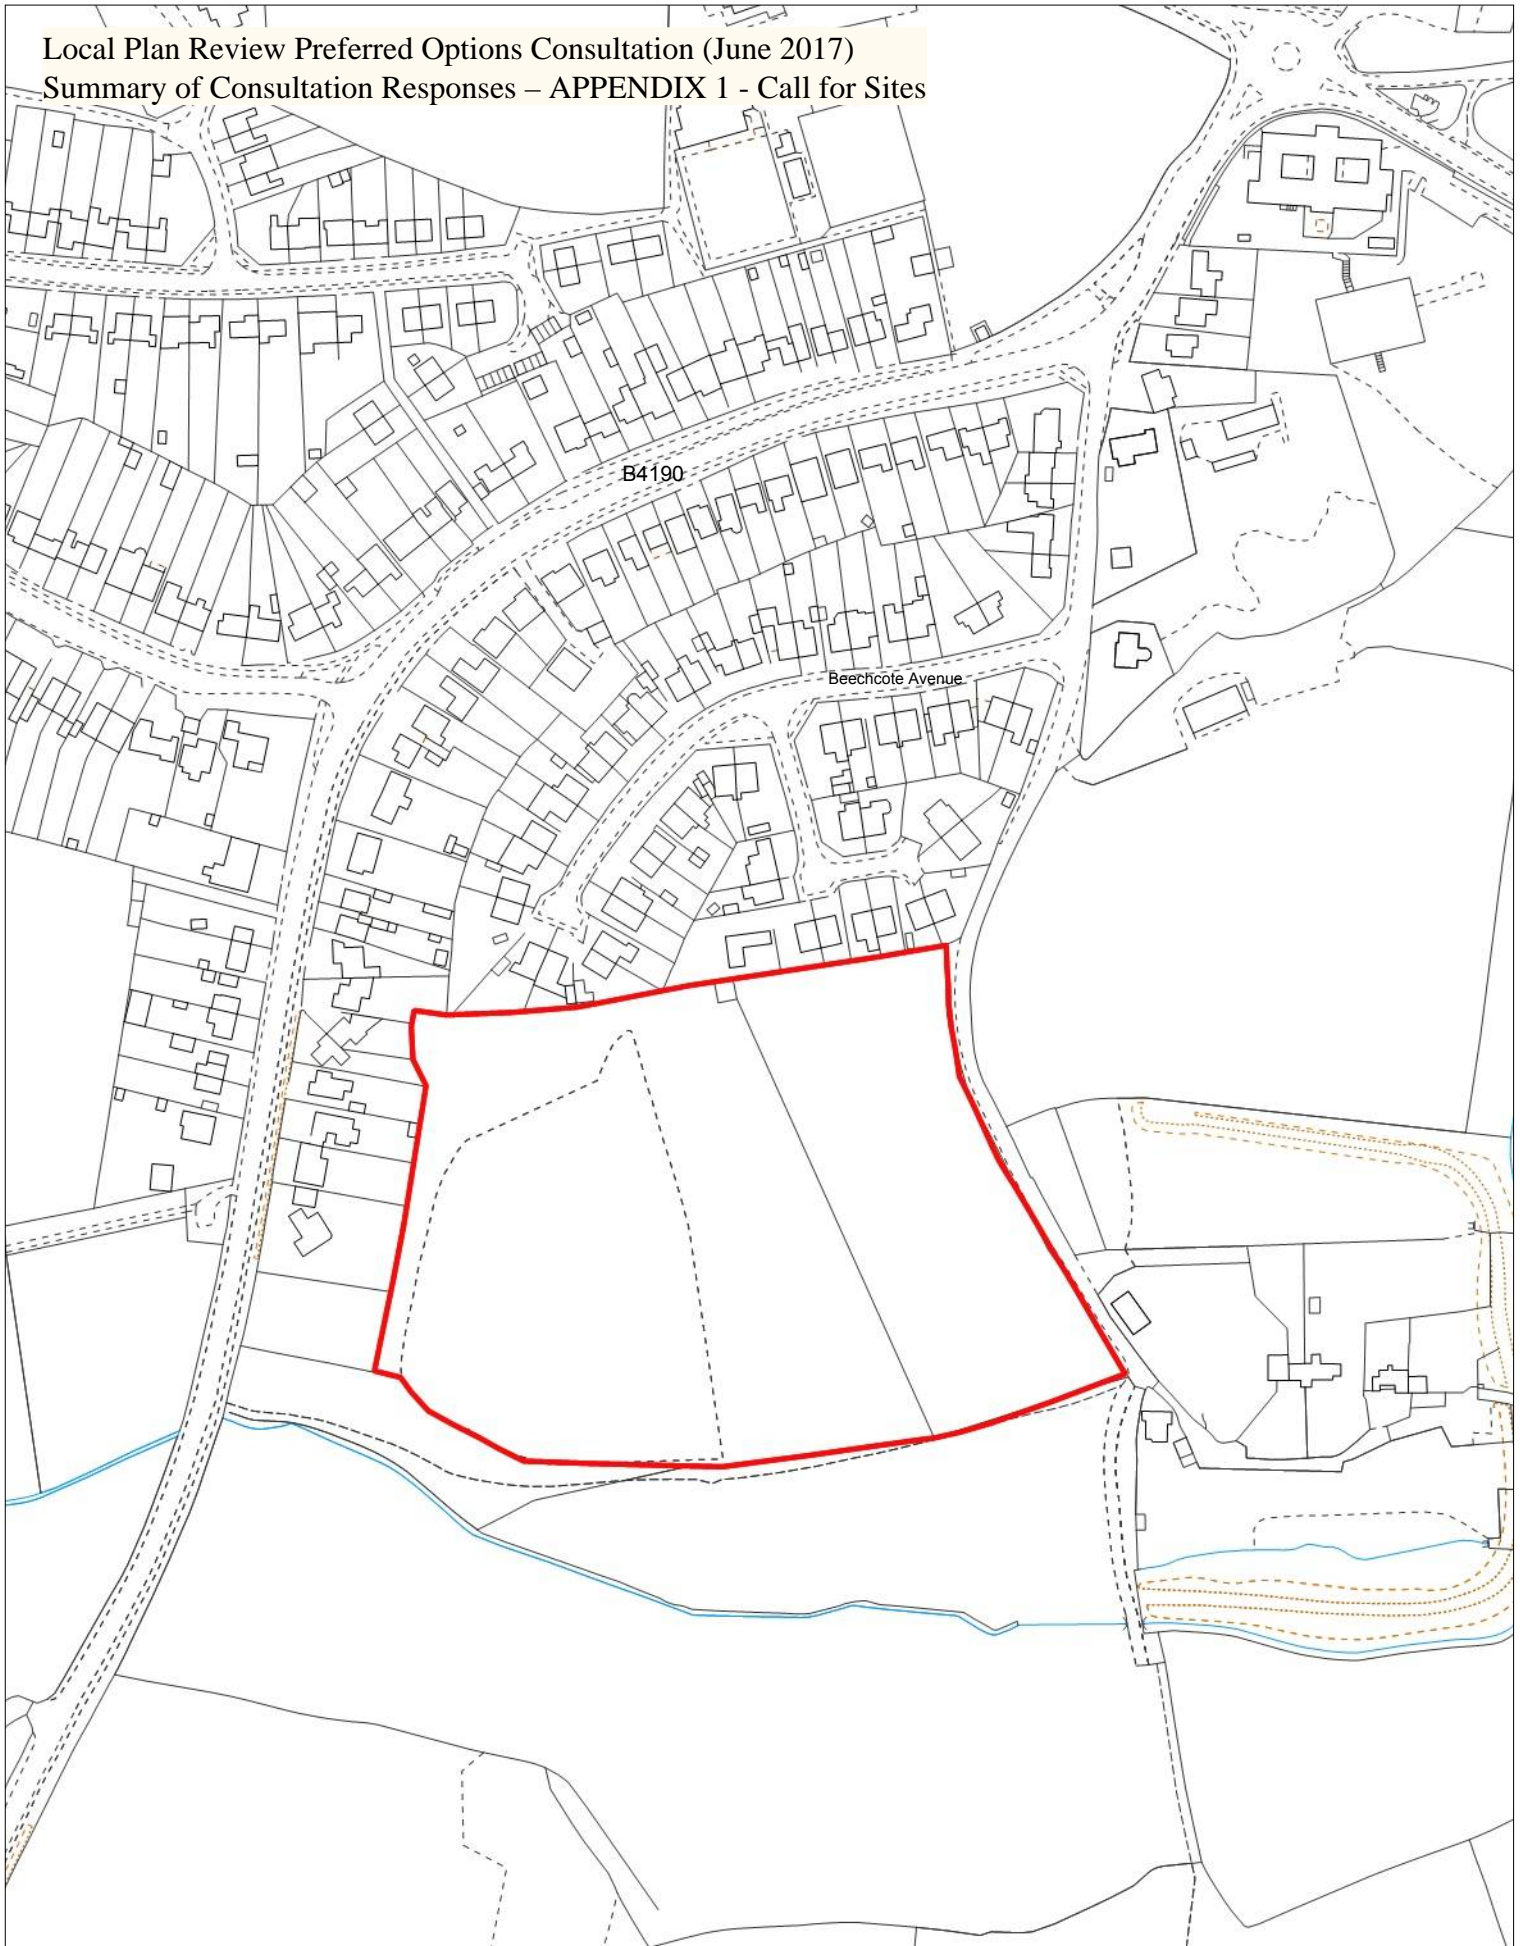 Local Plan Review Preferred Options Consultation (June 2017)
Summary of Consultation Responses – APPENDIX 1 - Call for Sites
B4190
Beechcote Avenue